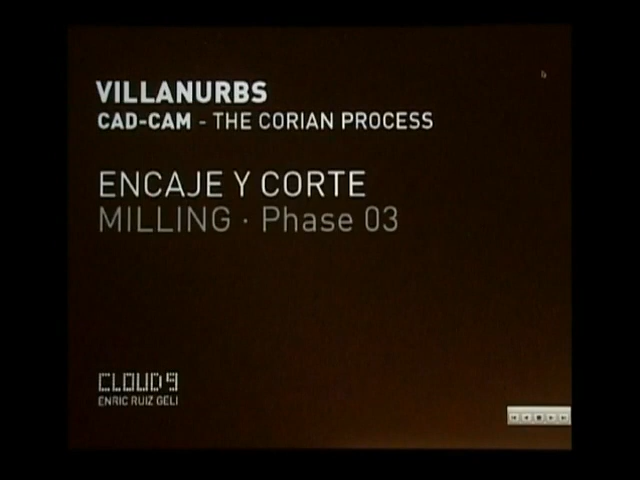 VILLANURBS
CAD-CAM - THE CORIAN PROCESS
ENCAJE Y CORTE
MILLING · Phase 03
CLOUD 9
ENRIC RUIZ GELI